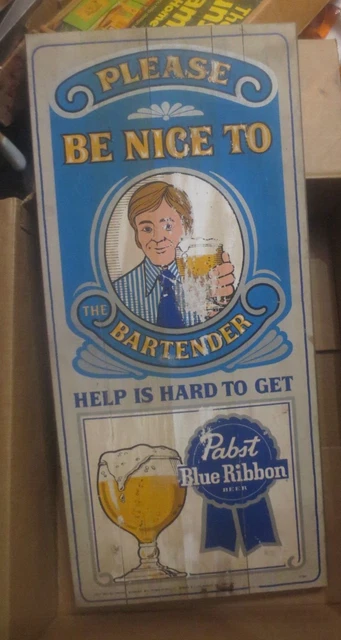 PLEASE
BE NICE TO
THE
BARTENDER
HELP IS HARD TO GET
Pabst
Blue Ribbon
BEER